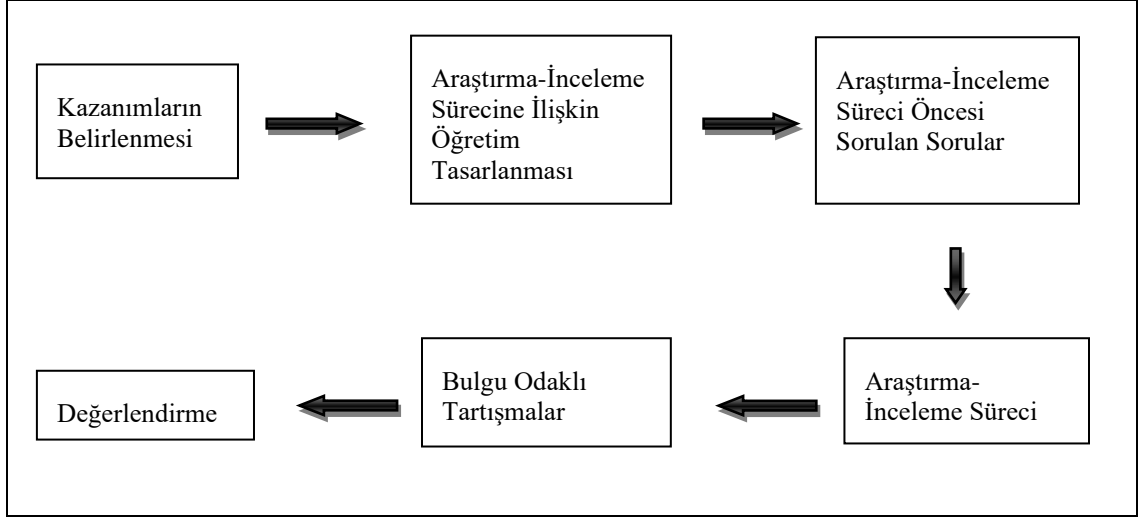 Kazanımların
Belirlenmesi
Araştırma-İnceleme
Sürecine İlişkin
Öğretim
Tasarlanması
Araştırma-İnceleme
Süreci Öncesi
Sorulan Sorular
Araştırma-
İnceleme Süreci
Bulgu Odaklı
Tartışmalar
Değerlendirme